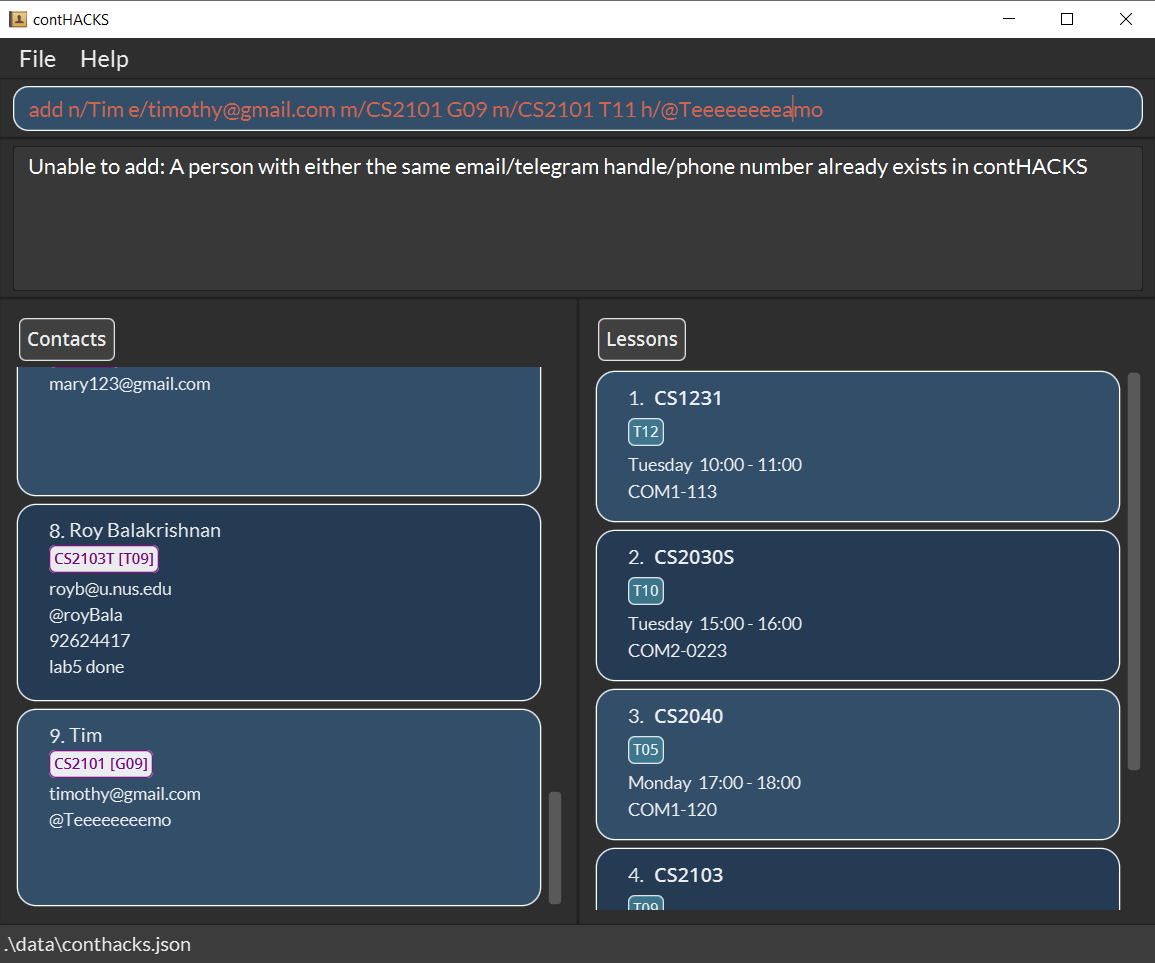 contHACKS
File Help
add n/Tim e/timothy@gmail.com m/CS2101 G09 m/CS2101 T11 h/@Teeeeeeeeamo
Unable to add: A person with either the same email/telegram handle/phone number already exists in contHACKS
Contacts
mary123@gmail.com
8. Roy Balakrishnan
CS2103T [T09]
royb@u.nus.edu
@royBala
92624417
lab5 done
9. Tim
CS2101 [G09]
timothy@gmail.com
@Teeeeeeeemo
Lessons
1. CS1231
T12
Tuesday 10:00 - 11:00
COM1-113
2. CS2030S
T10
Tuesday 15:00 - 16:00
COM2-0223
3. CS2040
T05
Monday 17:00 - 18:00
COM1-120
4. CS2103
T09
.\data\conthacks.json